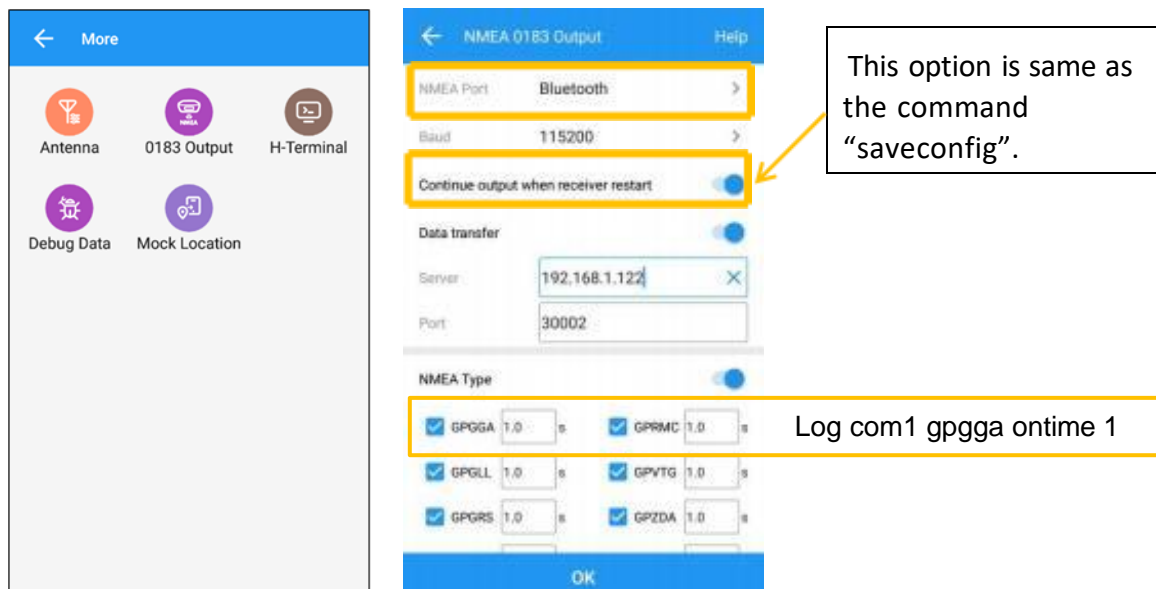 More
Antenna
0183 Output
H-Terminal
Debug Data
Mock Location
NMEA 0183 Output Help
NMEA Port Bluetooth
Baud 115200
Continue output when receiver restart
Data transfer
Server 192.168.1.122
Port 30002
NMEA Type
GPGGA 1.0 s GPRMC 1.0 s
GPGLL 1.0 s GPVTG 1.0 s
GPGRS 1.0 s GPZDA 1.0 s
OK
This option is same as
the command
“saveconfig”.
Log com1 gpgga ontime 1